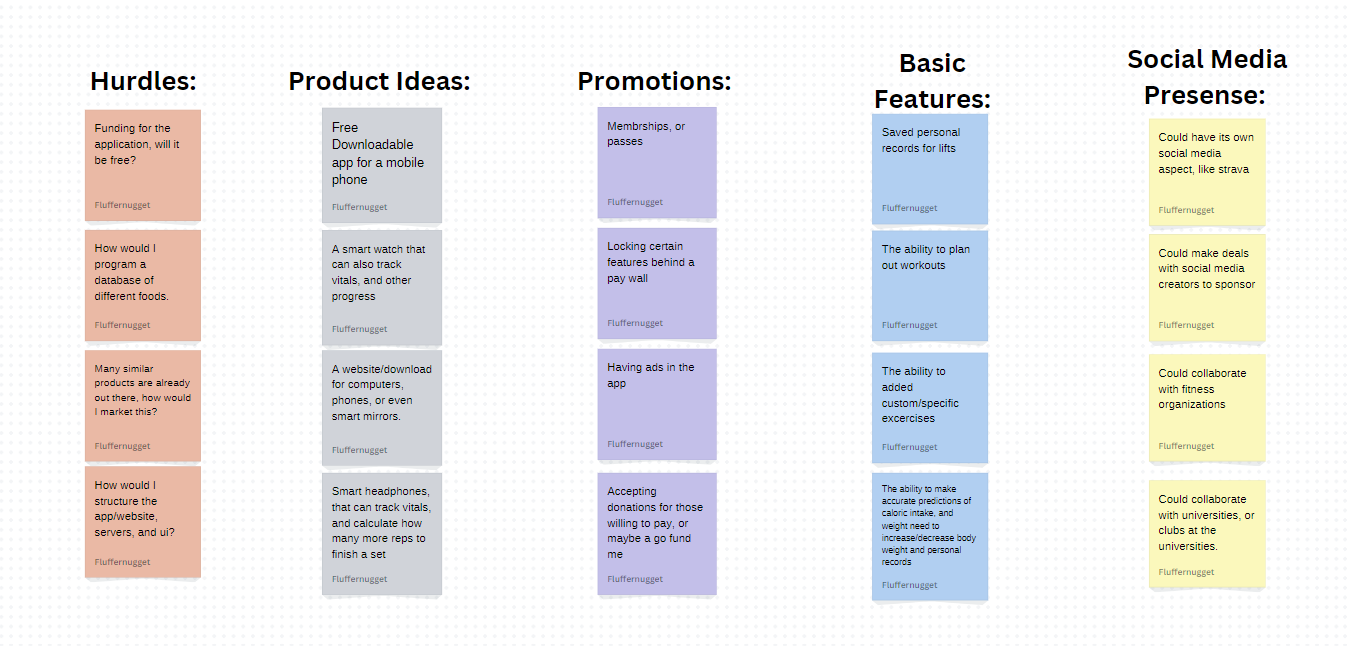 Hurdles:
Funding for the
application, will it
be free?
Fluffernugget
How would I
program a
database of
different foods.
Fluffernugget
Many similar
products are already
out there, how would
I market this?
Fluffernugget
How would I
structure the
app/website,
servers, and ui?
Fluffernugget
Product Ideas:
Free
Downloadable
app for a mobile
phone
Fluffernugget
A smart watch that
can also track
vitals, and other
progress
Fluffernugget
A website/download
for computers,
phones, or even
smart mirrors.
Fluffernugget
Smart headphones,
that can track vitals,
and calculate how
many more reps to
finish a set
Fluffernugget
Promotions:
Membrships, or
passes
Fluffernugget
Locking certain
features behind a
pay wall
Fluffernugget
Having ads in the
app
Fluffernugget
Accepting
donations for those
willing to pay, or
maybe a go fund
me
Fluffernugget
Basic
Features:
Saved personal
records for lifts
Fluffernugget
The ability to plan
out workouts
Fluffernugget
The ability to
added
custom/specific
excercises
Fluffernugget
The ability to make
accurate predictions of
caloric intake, and
weight need to
increase/decrease body
weight and personal
records
Fluffernugget
Social Media
Presense:
Could have its own
social media
aspect, like strava
Fluffernugget
Could make deals
with social media
creators to sponsor
Fluffernugget
Could collaborate
with fitness
organizations
Fluffernugget
Could collaborate
with universities, or
clubs at the
universities.
Fluffernugget